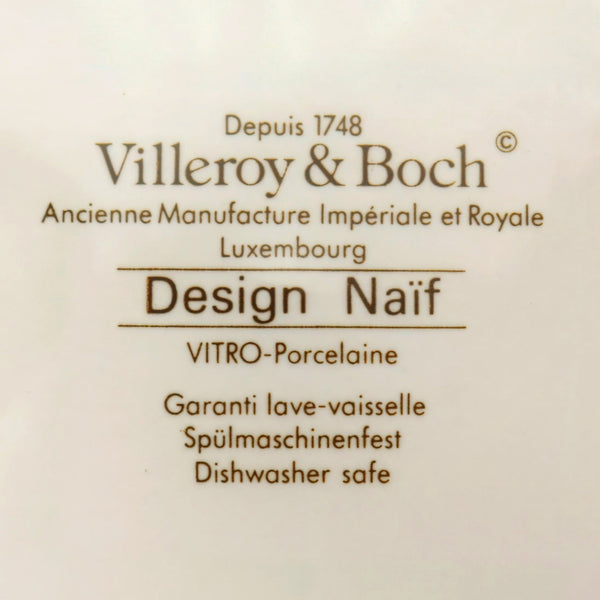 Depuis 1748
Villeroy & Boch ©
Ancienne Manufacture Impériale et Royale
Luxembourg
Design Naïf
VITRO-Porcelaine
Garanti lave-vaisselle
Spülmaschinenfest
Dishwasher safe